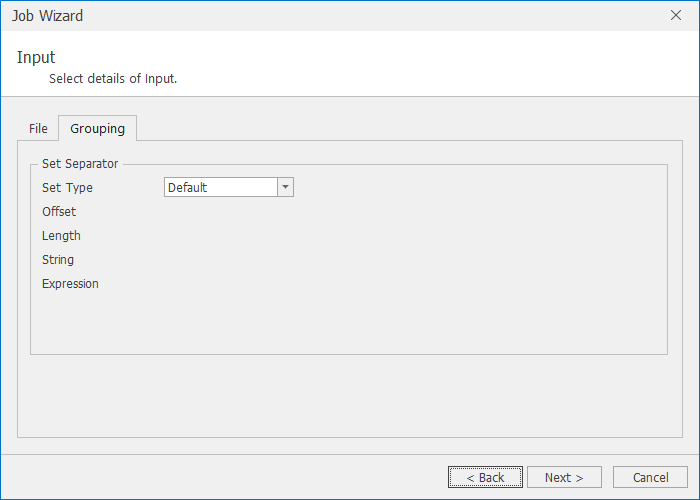 Job Wizard
Input
Select details of Input.
File
Grouping
Set Separator
Set Type
Default
Offset
Length
String
Expression
< Back
Next >
Cancel